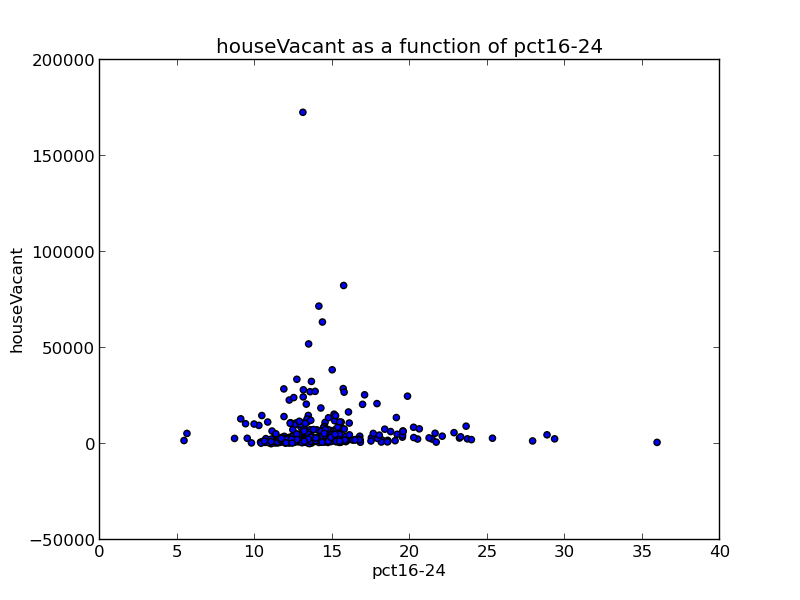 houseVacant as a function of pct16-24
200000
150000
100000
50000
0
−50000
houseVacant
0 5 10 15 20 25 30 35 40
pct16-24